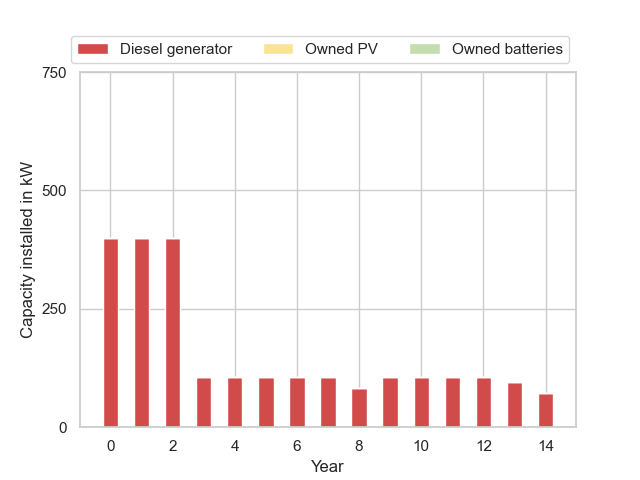 Diesel generator Owned PV Owned batteries
750
500
250
0
Capacity installed in kW
0 2 4 6 8 10 12 14
Year